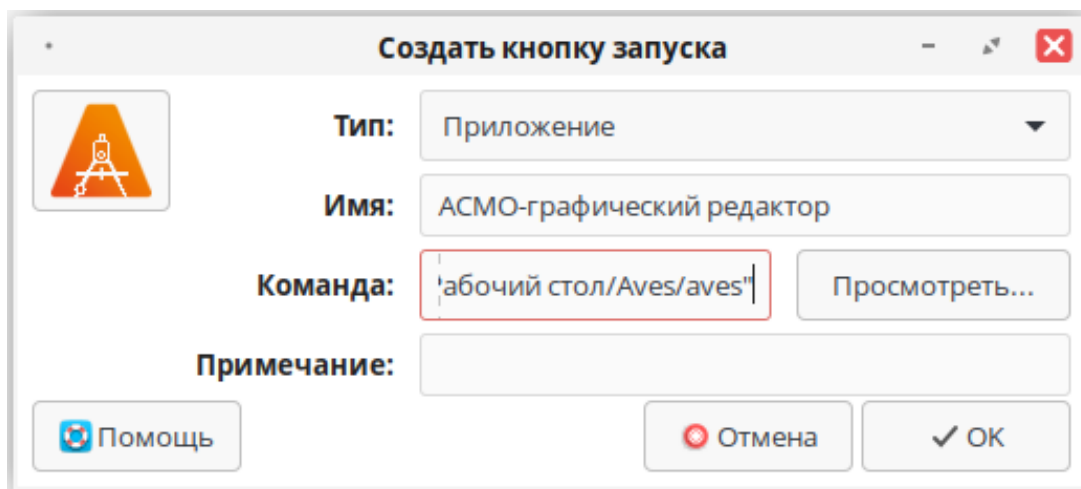 Создать кнопку запуска
Тип: Приложение
Имя: АСМО-графический редактор
Команда: абочий стол/Aves/aves" Просмотреть...
Примечание:
Помощь Отмена OK